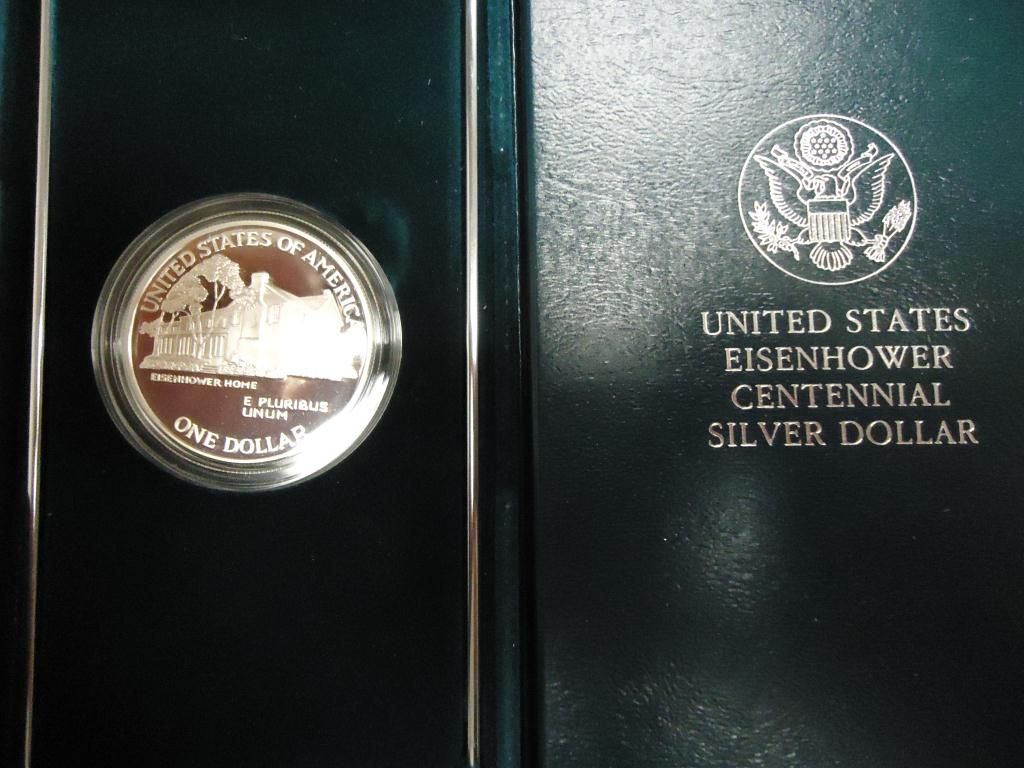 UNITED STATES OF AMERICA
EISENHOWER HOME
E PLURIBUS
UNUM
ONE DOLLAR
UNITED STATES
EISENHOWER
CENTENNIAL
SILVER DOLLAR